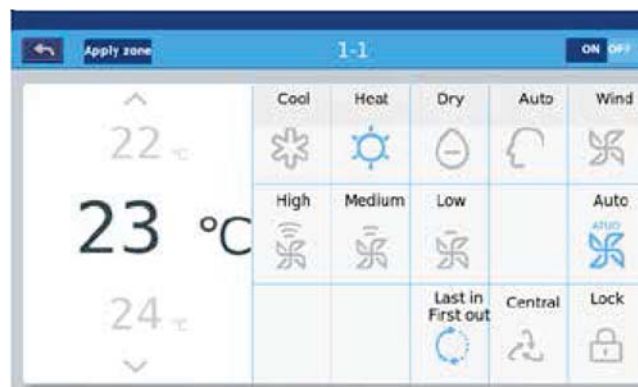 Apply zone 1-1 ON OFF
Cool Heat Dry Auto Wind
22 °C
High Medium Low Auto
23 °C
ATUO
Last in Central Lock
First out
24 °C